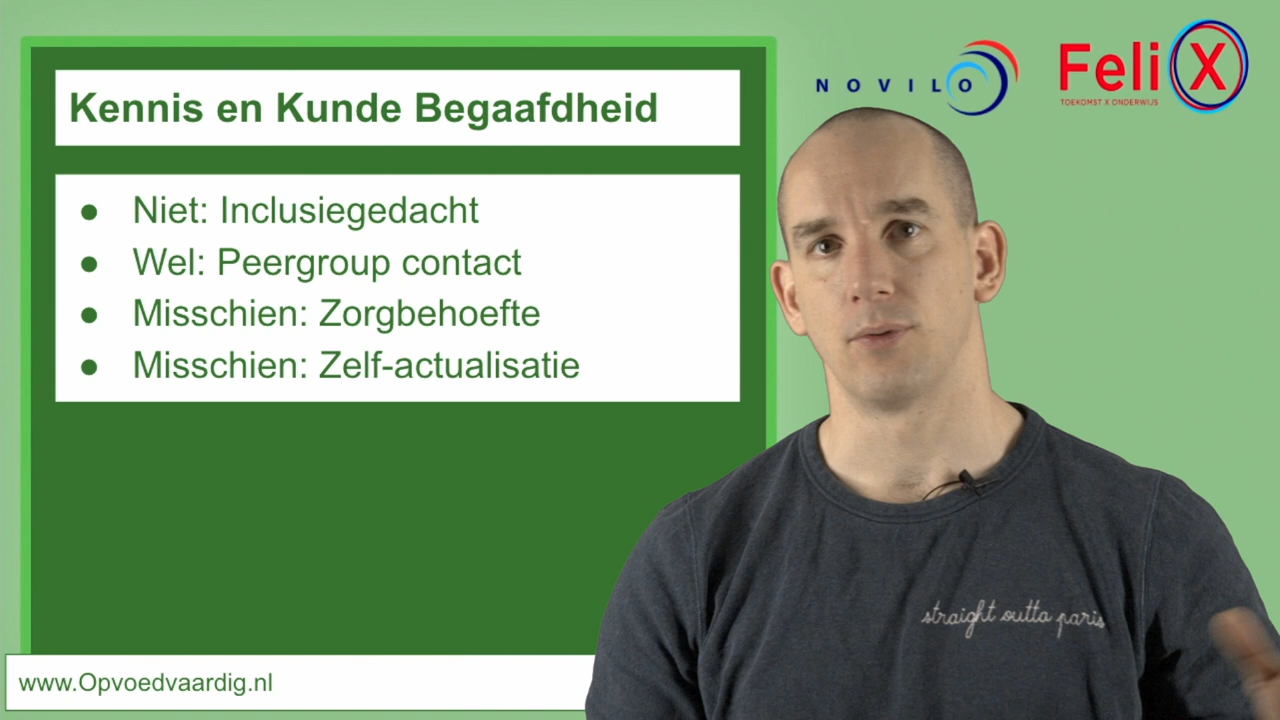 Kennis en Kunde Begaafdheid
● Niet: Inclusiegedacht
● Wel: Peergroup contact
● Misschien: Zorgbehoefte
● Misschien: Zelf-actualisatie
www.Opvoedvaardig.nl
NOVILO
FeliX
TOEKOMST X ONDERWIJS
straight outta paris